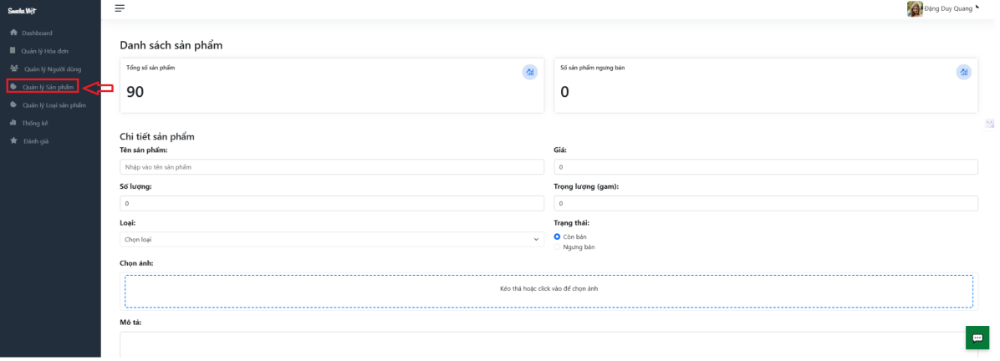 Snacks Việt
Đặng Duy Quang
Dashboard
Quản lý Hóa đơn
Quản lý Người dùng
Quản lý Sản phẩm
Quản lý Loại sản phẩm
Thống kê
Đánh giá
Danh sách sản phẩm
Tổng số sản phẩm
90
Số sản phẩm ngưng bán
0
Chi tiết sản phẩm
Tên sản phẩm:
Nhập vào tên sản phẩm
Giá:
0
Số lượng:
0
Trọng lượng (gam):
0
Loại:
Chọn loại
Trạng thái:
Còn bán
Ngưng bán
Chọn ảnh:
Kéo thả hoặc click vào để chọn ảnh
Mô tả: